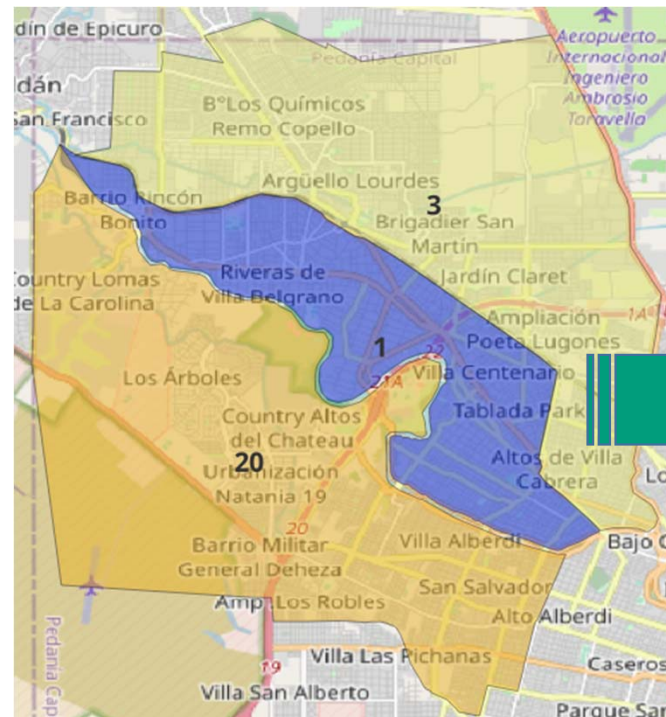 dín de Epicuro
Pedanía Capital
Aeropuerto
Internacional
Ingeniero
Ambrosio
Taravella
ldán
B°Los Químicos
Remo Copello
San Francisco
Argüello Lourdes
Barrio Rincón
Bonito
3
Brigadier San
Martín
Riveras de
Villa Belgrano
Jardín Claret
Country Lomas
de La Carolina
1A
Ampliación
Poeta Lugones
1
22
Villa Centenario
21A
Los Árboles
Tablada Park
Country Altos
del Chateau
20
Urbanización
Natania 19
Altos de Villa
Cabrera
Lo
20
Barrio Militar
General Deheza
Villa Alberdi
Bajo G
San Salvador
Amp. Los Robles
Alto Alberdi
Pedanía Cap
19
Villa Las Pichanas
Caseros
Villa San Alberto
Parque Sar